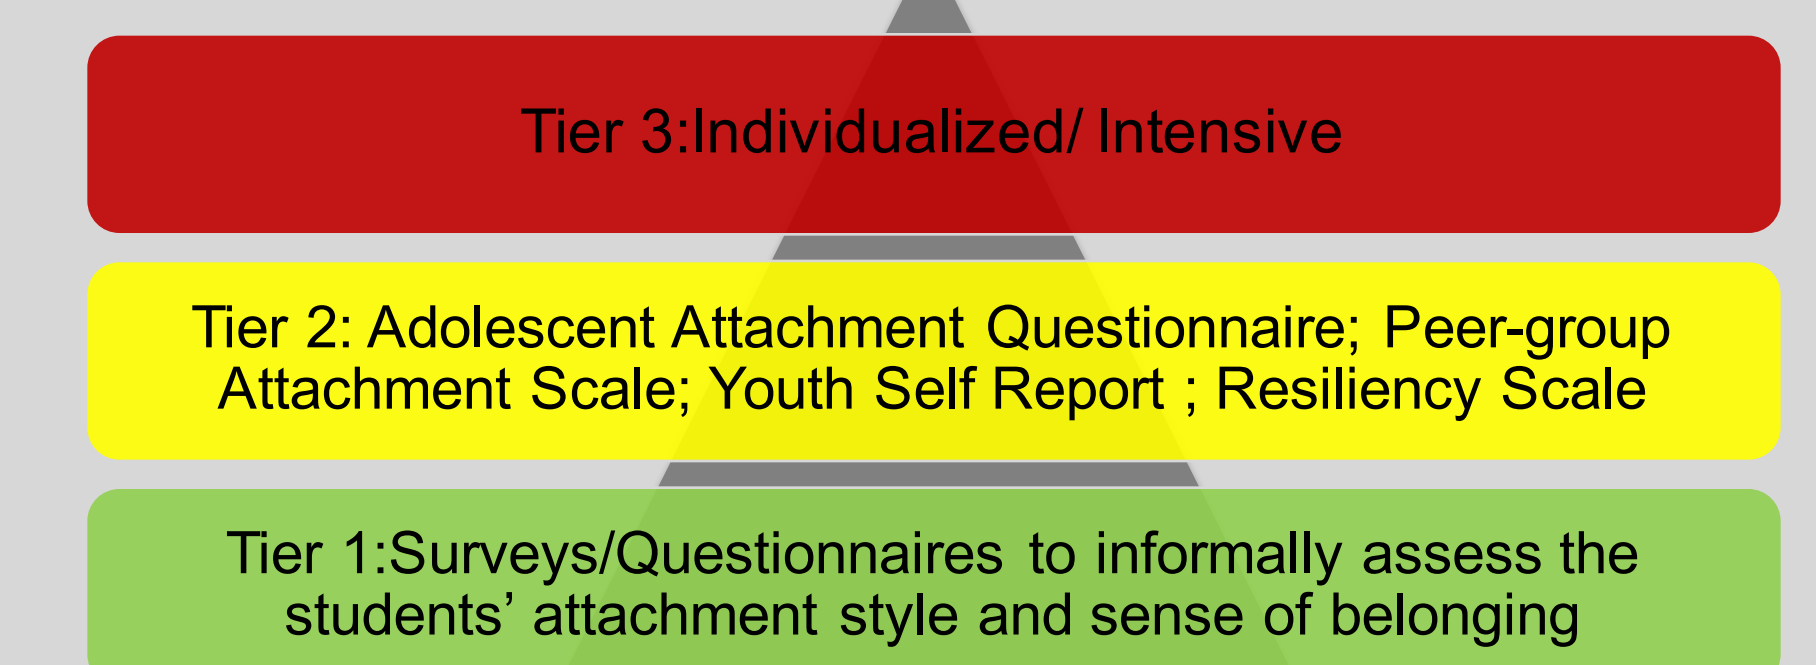 Tier 3:Individualized/ Intensive
Tier 2: Adolescent Attachment Questionnaire; Peer-group
Attachment Scale; Youth Self Report ; Resiliency Scale
Tier 1:Surveys/Questionnaires to informally assess the
students’ attachment style and sense of belonging